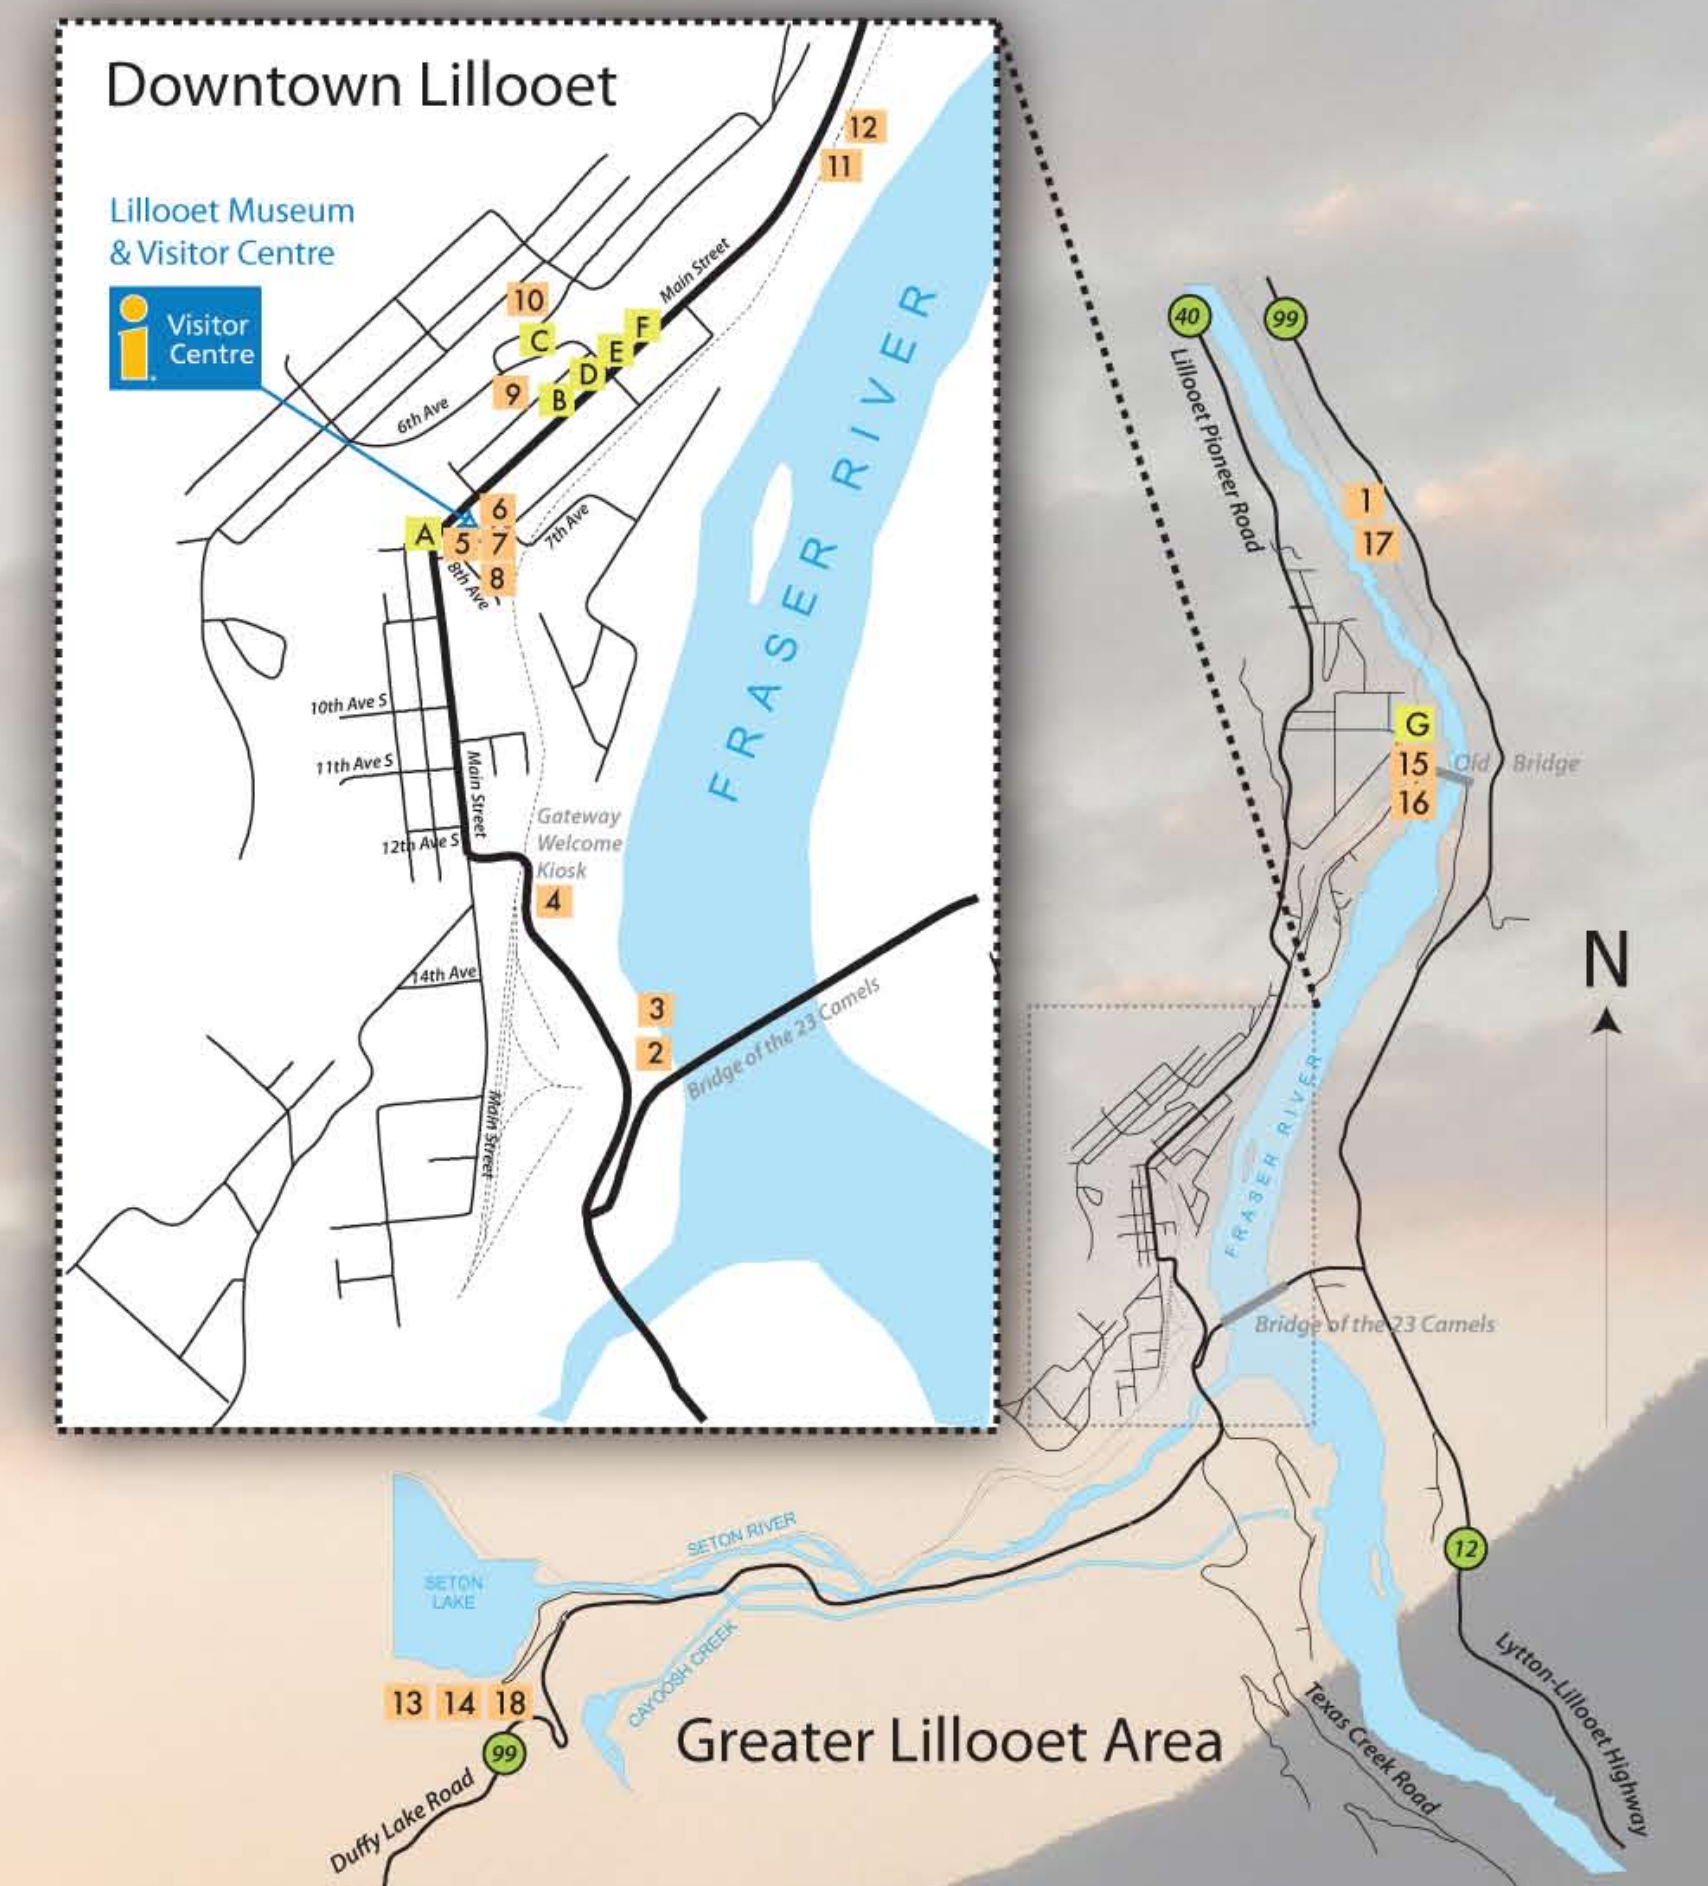 Downtown Lillooet
12
11
Lillooet Museum
& Visitor Centre
Visitor
Centre
Main Street
10
C
F
E
D
B
9
6th Ave
FRASER RIVER
A
6
5
7
8
7th Ave
8th Ave
10th Ave S
11th Ave S
12th Ave S
Main Street
Gateway
Welcome
Kiosk
4
14th Ave
3
2
Bridge of the 23 Camels
Main Street
40
99
Lillooet Pioneer Road
1
17
G
15
16
Old Bridge
N
FRASER RIVER
Bridge of the 23 Camels
SETON RIVER
SETON
LAKE
CAYOOSH CREEK
13
14
18
99
Duffy Lake Road
Greater Lillooet Area
12
Lytton-Lillooet Highway
Texas Creek Road